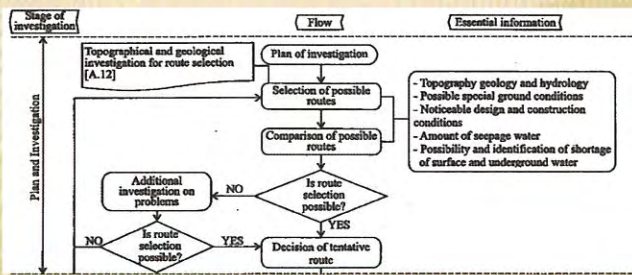 Stage of
investigation
Flow
Essential information
Topographical and geological
investigation for route selection
[A.12]
Plan of investigation
Selection of possible
routes
Comparison of possible
routes
- Topography geology and hydrology
- Possible special ground conditions
- Noticeable design and construction
conditions
- Amount of seepage water
- Possibility and identification of shortage
of surface and underground water
Plan and Investigation
Additional
investigation on
problems
NO
Is route
selection
possible?
YES
NO
Is route
selection
possible?
YES
Decision of tentative
route